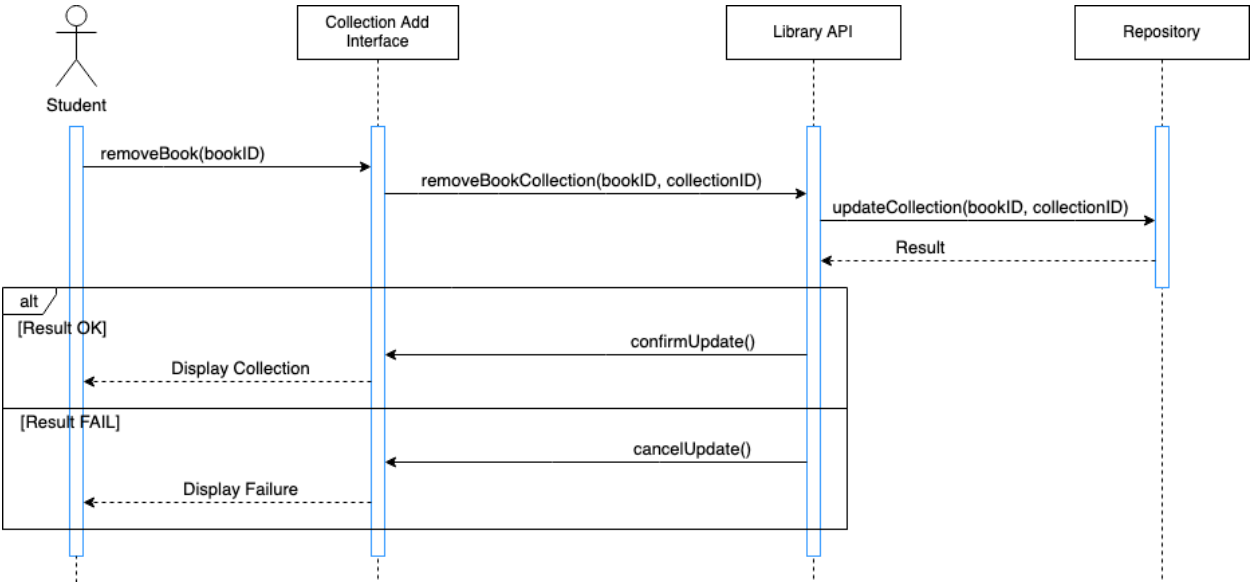 Collection Add
Interface
Library API
Repository
Student
removeBook(bookID)
removeBookCollection(bookID, collectionID)
updateCollection(bookID, collectionID)
Result
alt
[Result OK]
confirmUpdate()
Display Collection
[Result FAIL]
cancelUpdate()
Display Failure